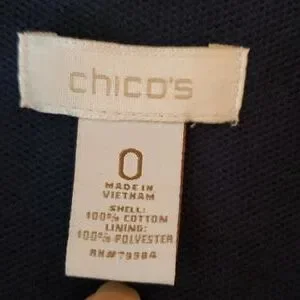 chico's
0
MADE IN
VIETNAM
SHELL:
100% COTTON
LINING:
100% POLYESTER
RN# 79984